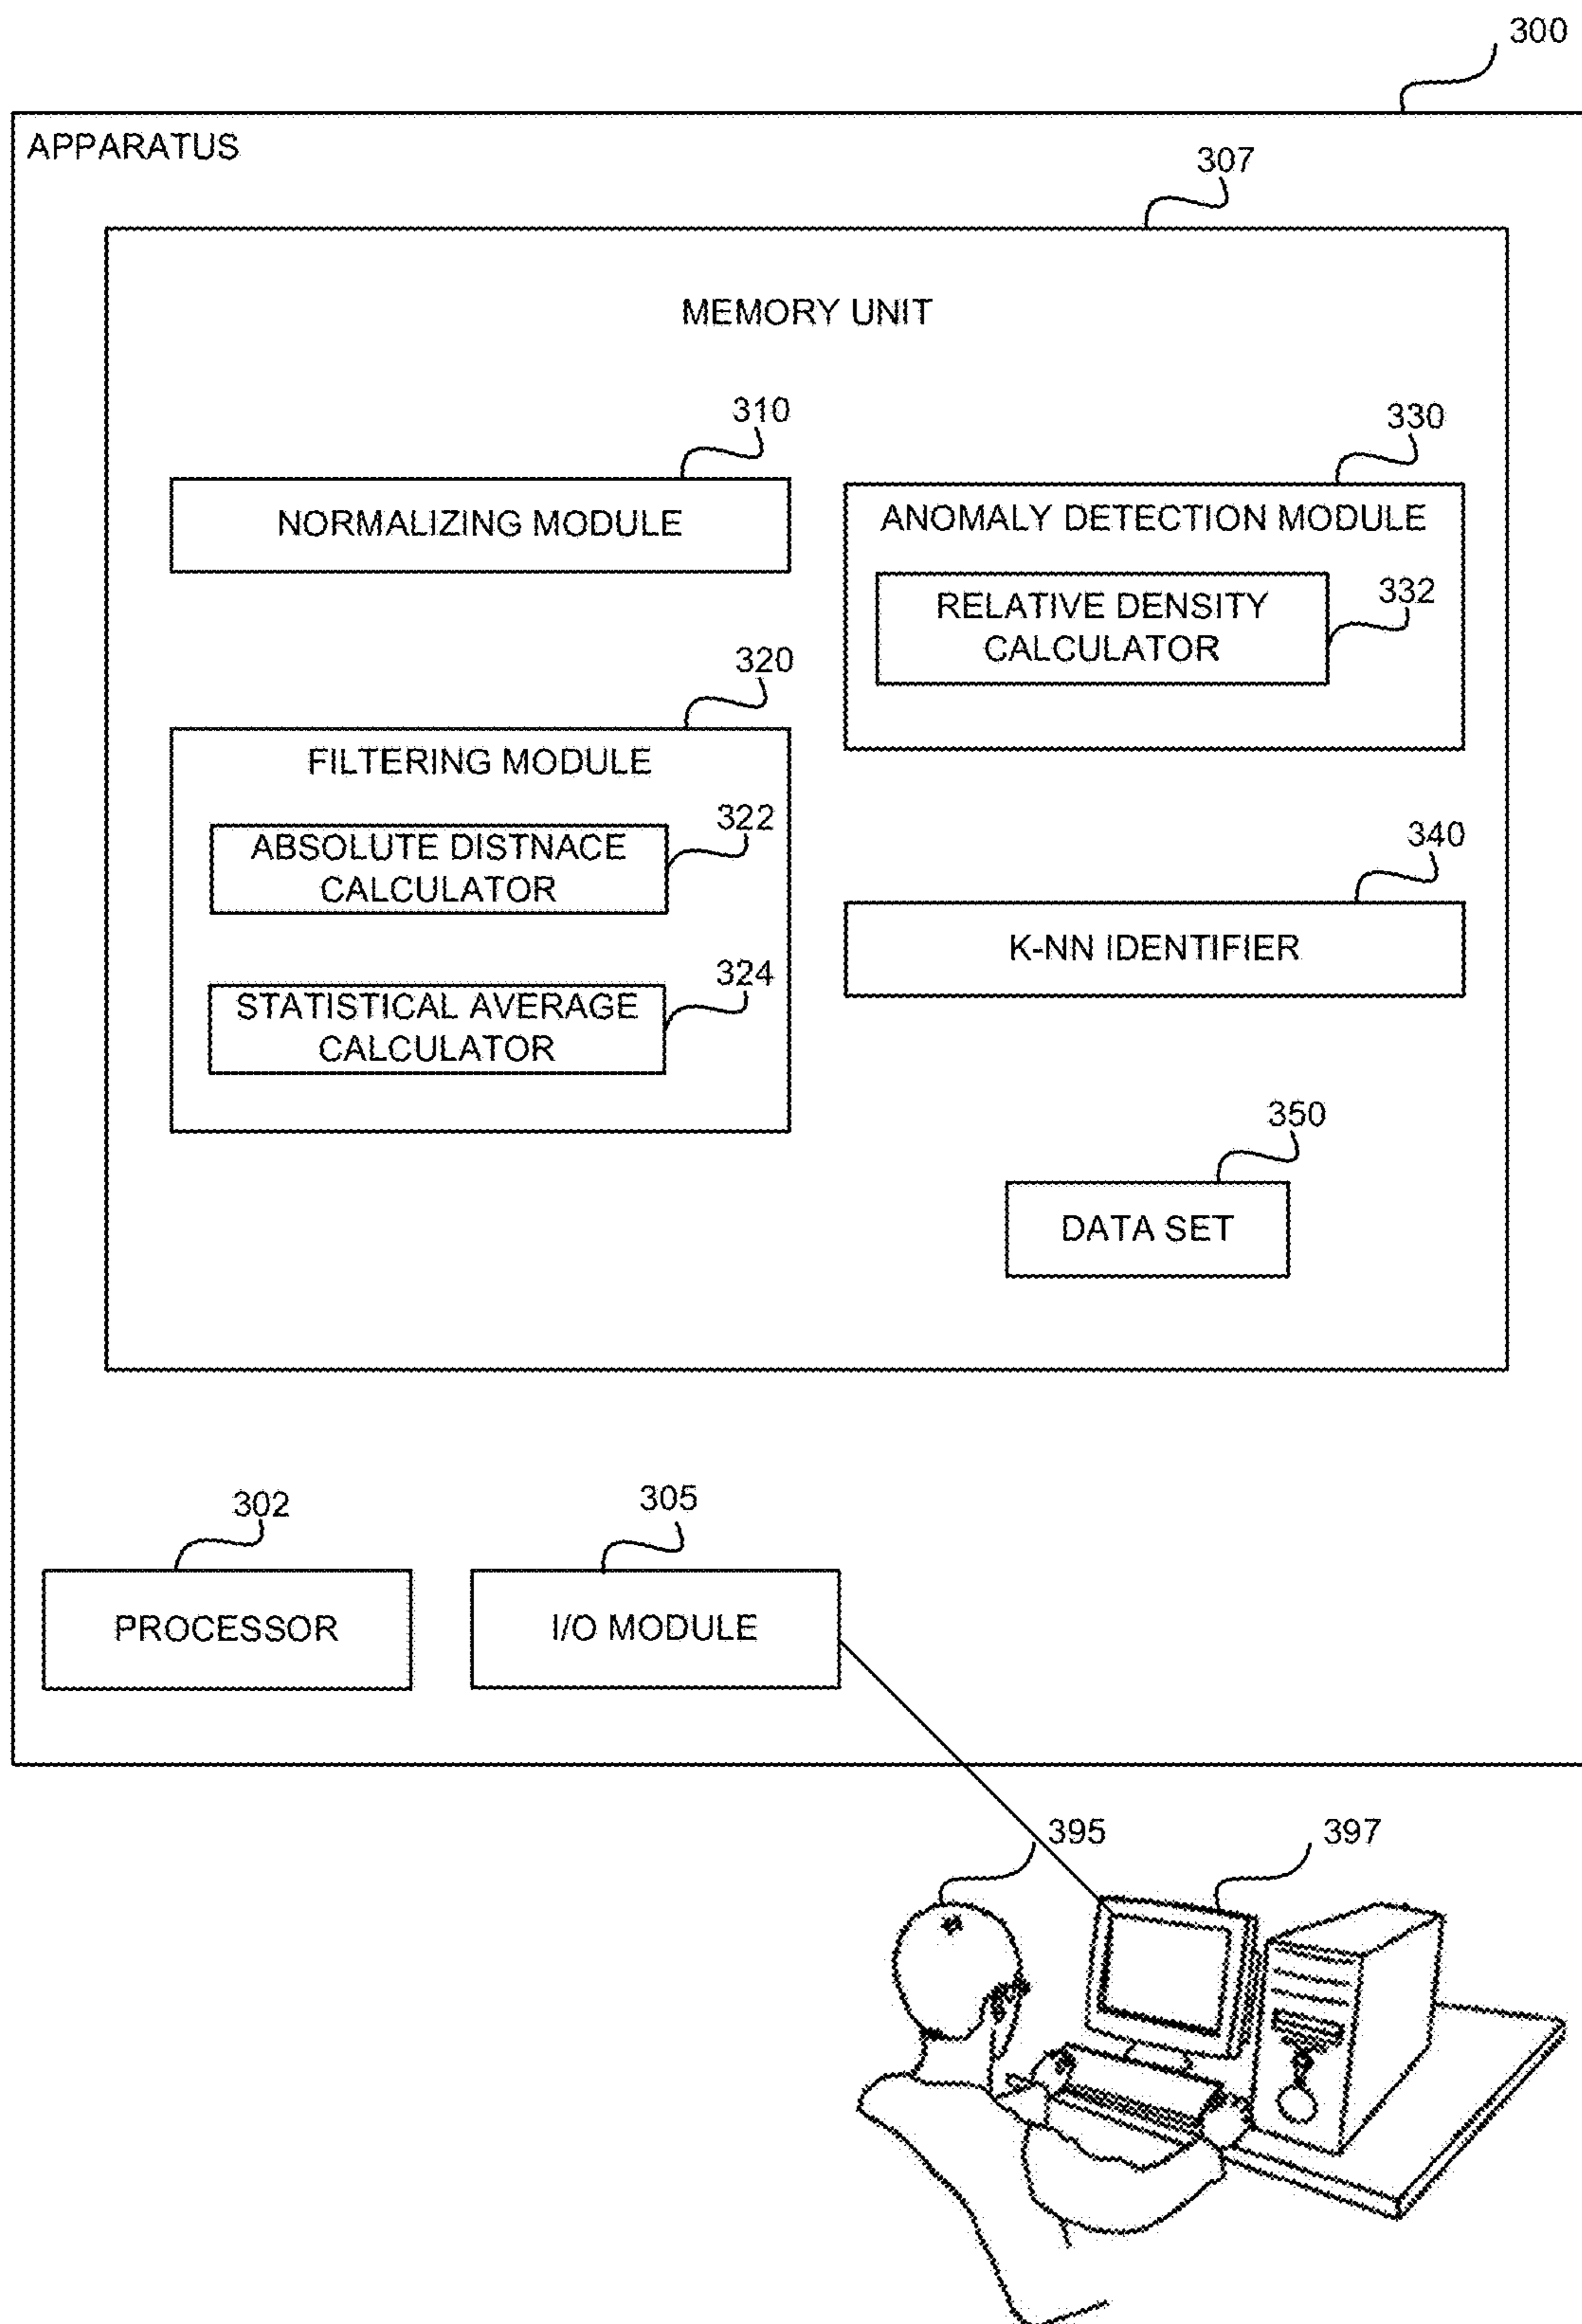 300
APPARATUS
307
MEMORY UNIT
310
NORMALIZING MODULE
330
ANOMALY DETECTION MODULE
RELATIVE DENSITY
CALCULATOR
332
320
FILTERING MODULE
ABSOLUTE DISTNACE
CALCULATOR
322
340
K-NN IDENTIFIER
STATISTICAL AVERAGE
CALCULATOR
324
350
DATA SET
302
PROCESSOR
305
I/O MODULE
395
397